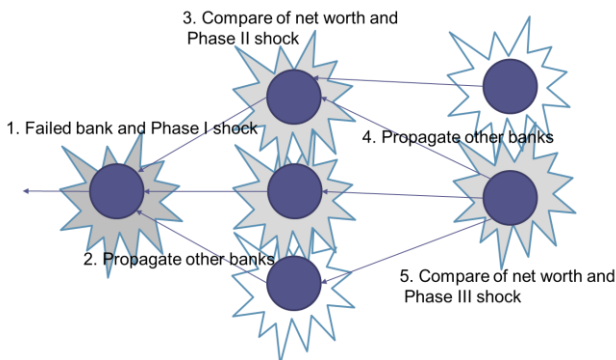 3. Compare of net worth and
Phase II shock
1. Failed bank and Phase I shock
4. Propagate other banks
2. Propagate other banks
5. Compare of net worth and
Phase III shock